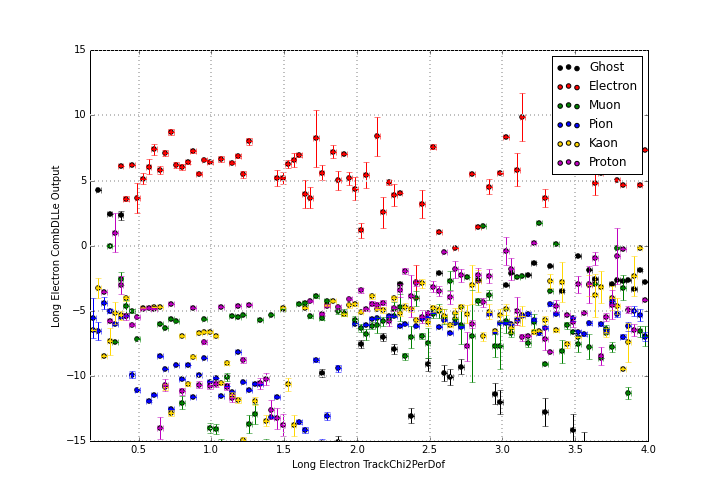 15
10
5
0
−5
−10
−15
Long Electron CombDLLe Output
Ghost
Electron
Muon
Pion
Kaon
Proton
0.5 1.0 1.5 2.0 2.5 3.0 3.5 4.0
Long Electron TrackChi2PerDof